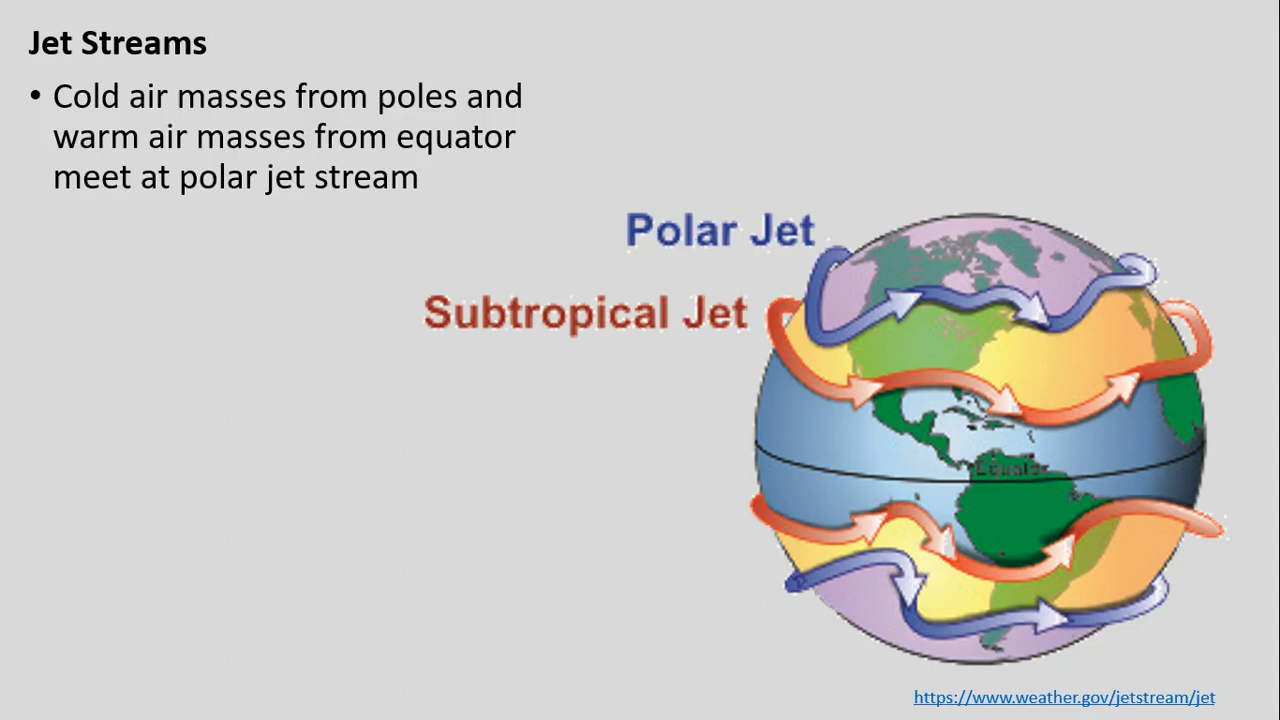 Jet Streams
• Cold air masses from poles and
warm air masses from equator
meet at polar jet stream
Polar Jet
Subtropical Jet
Equator
https://www.weather.gov/jetstream/jet